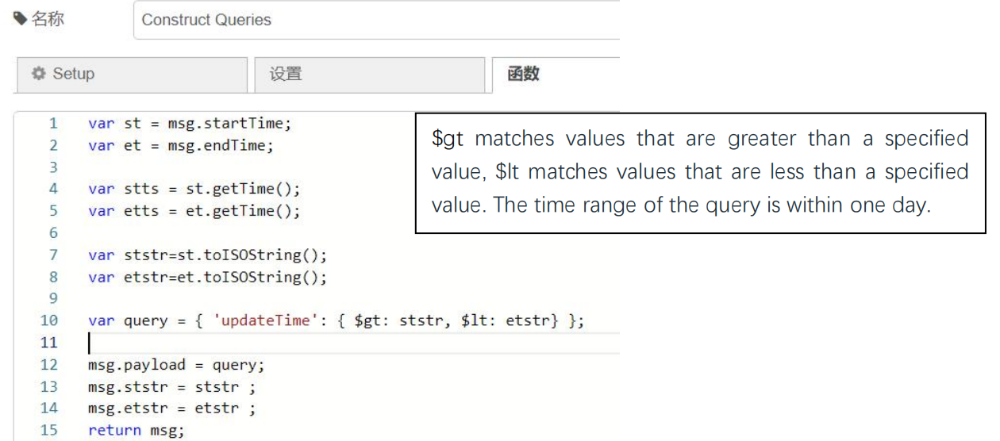 名称
Construct Queries
Setup
设置
函数
1 var st = msg.startTime;
2 var et = msg.endTime;
3
4 var stts = st.getTime();
5 var etts = et.getTime();
6
7 var ststr=st.toISOString();
8 var etstr=et.toISOString();
9
10 var query = { 'updateTime': { $gt: ststr, $lt: etstr} };
11
12 msg.payload = query;
13 msg.ststr = ststr ;
14 msg.etstr = etstr ;
15 return msg;
$gt matches values that are greater than a specified
value, $lt matches values that are less than a specified
value. The time range of the query is within one day.